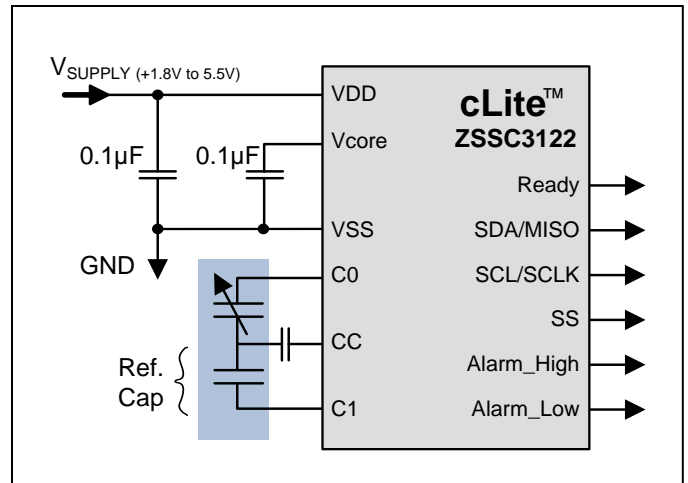 VSUPPLY (+1.8V to 5.5V)
VDD
cLite™
ZSSC3122
Vcore
0.1µF
0.1µF
Ready
VSS
SDA/MISO
GND
C0
SCL/SCLK
SS
CC
Ref.
Cap
Alarm_High
C1
Alarm_Low